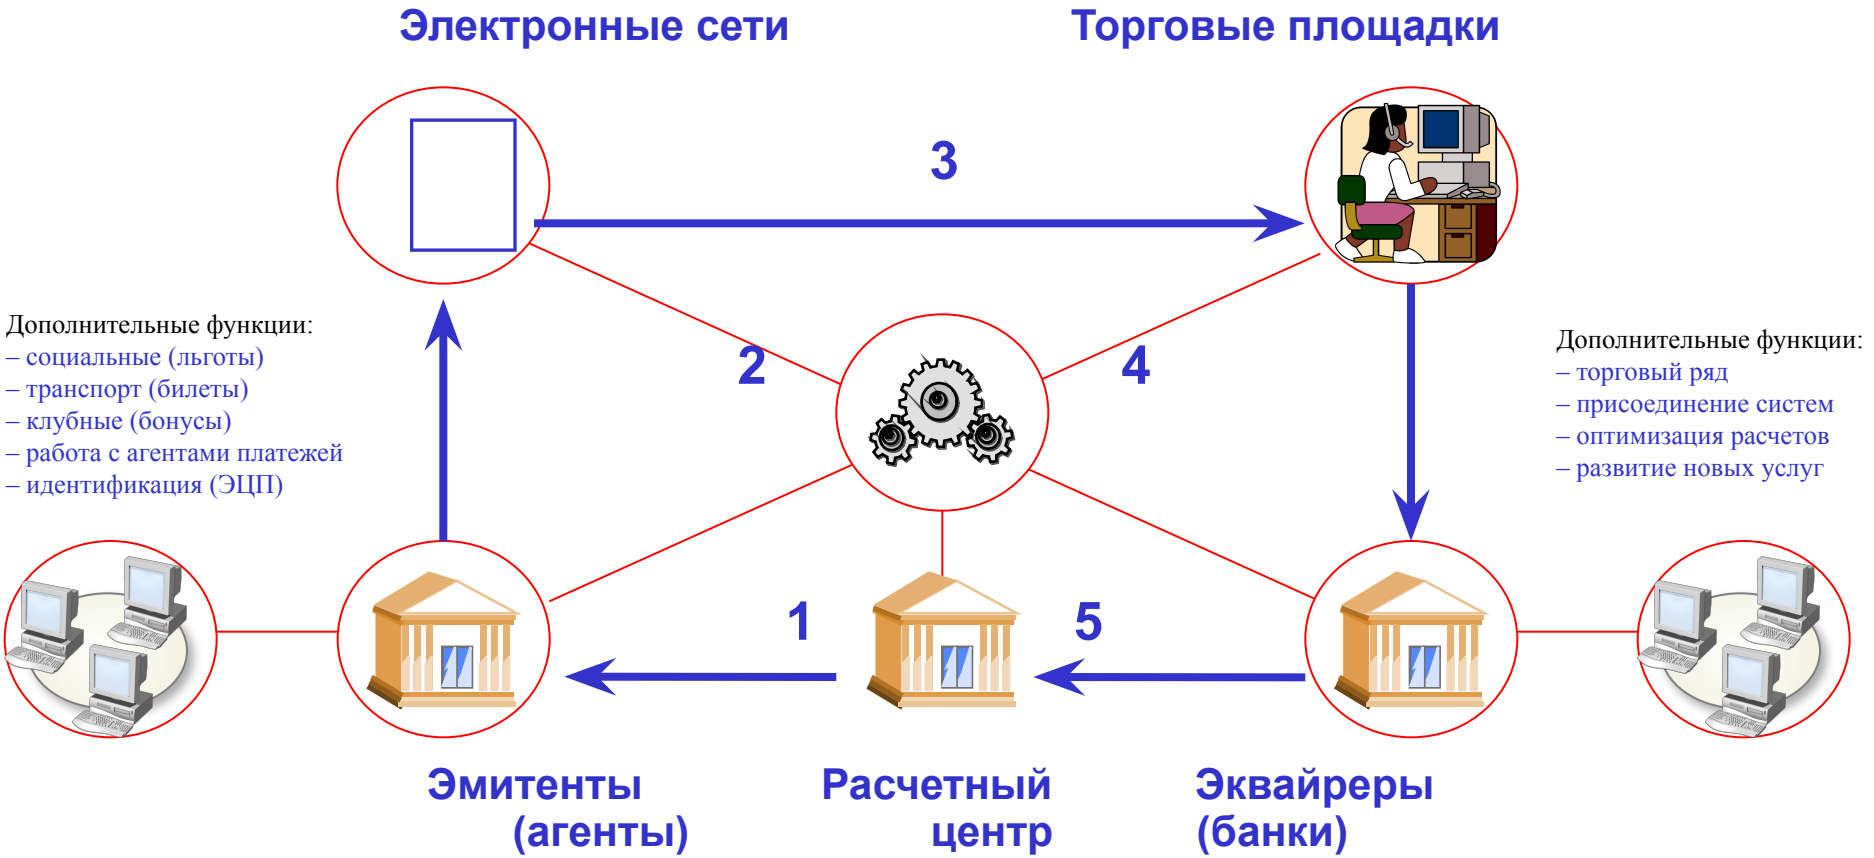 Электронные сети
Торговые площадки
3
Дополнительные функции:
– социальные (льготы)
– транспорт (билеты)
– клубные (бонусы)
– работа с агентами платежей
– идентификация (ЭЦП)
2
4
Дополнительные функции:
– торговый ряд
– присоединение систем
– оптимизация расчетов
– развитие новых услуг
1
5
Эмитенты
(агенты)
Расчетный
центр
Эквайреры
(банки)